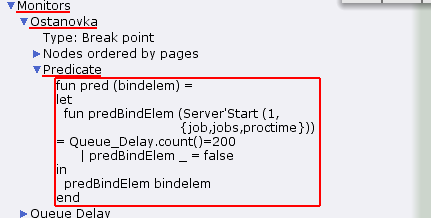 Monitors
Ostanovka
Type: Break point
Nodes ordered by pages
Predicate
fun pred (bindelem) =
let
fun predBindElem (Server'Start (1,
{job,jobs,proctime}))
= Queue_Delay.count()=200
| predBindElem _ = false
in
predBindElem bindelem
end
Queue Delay